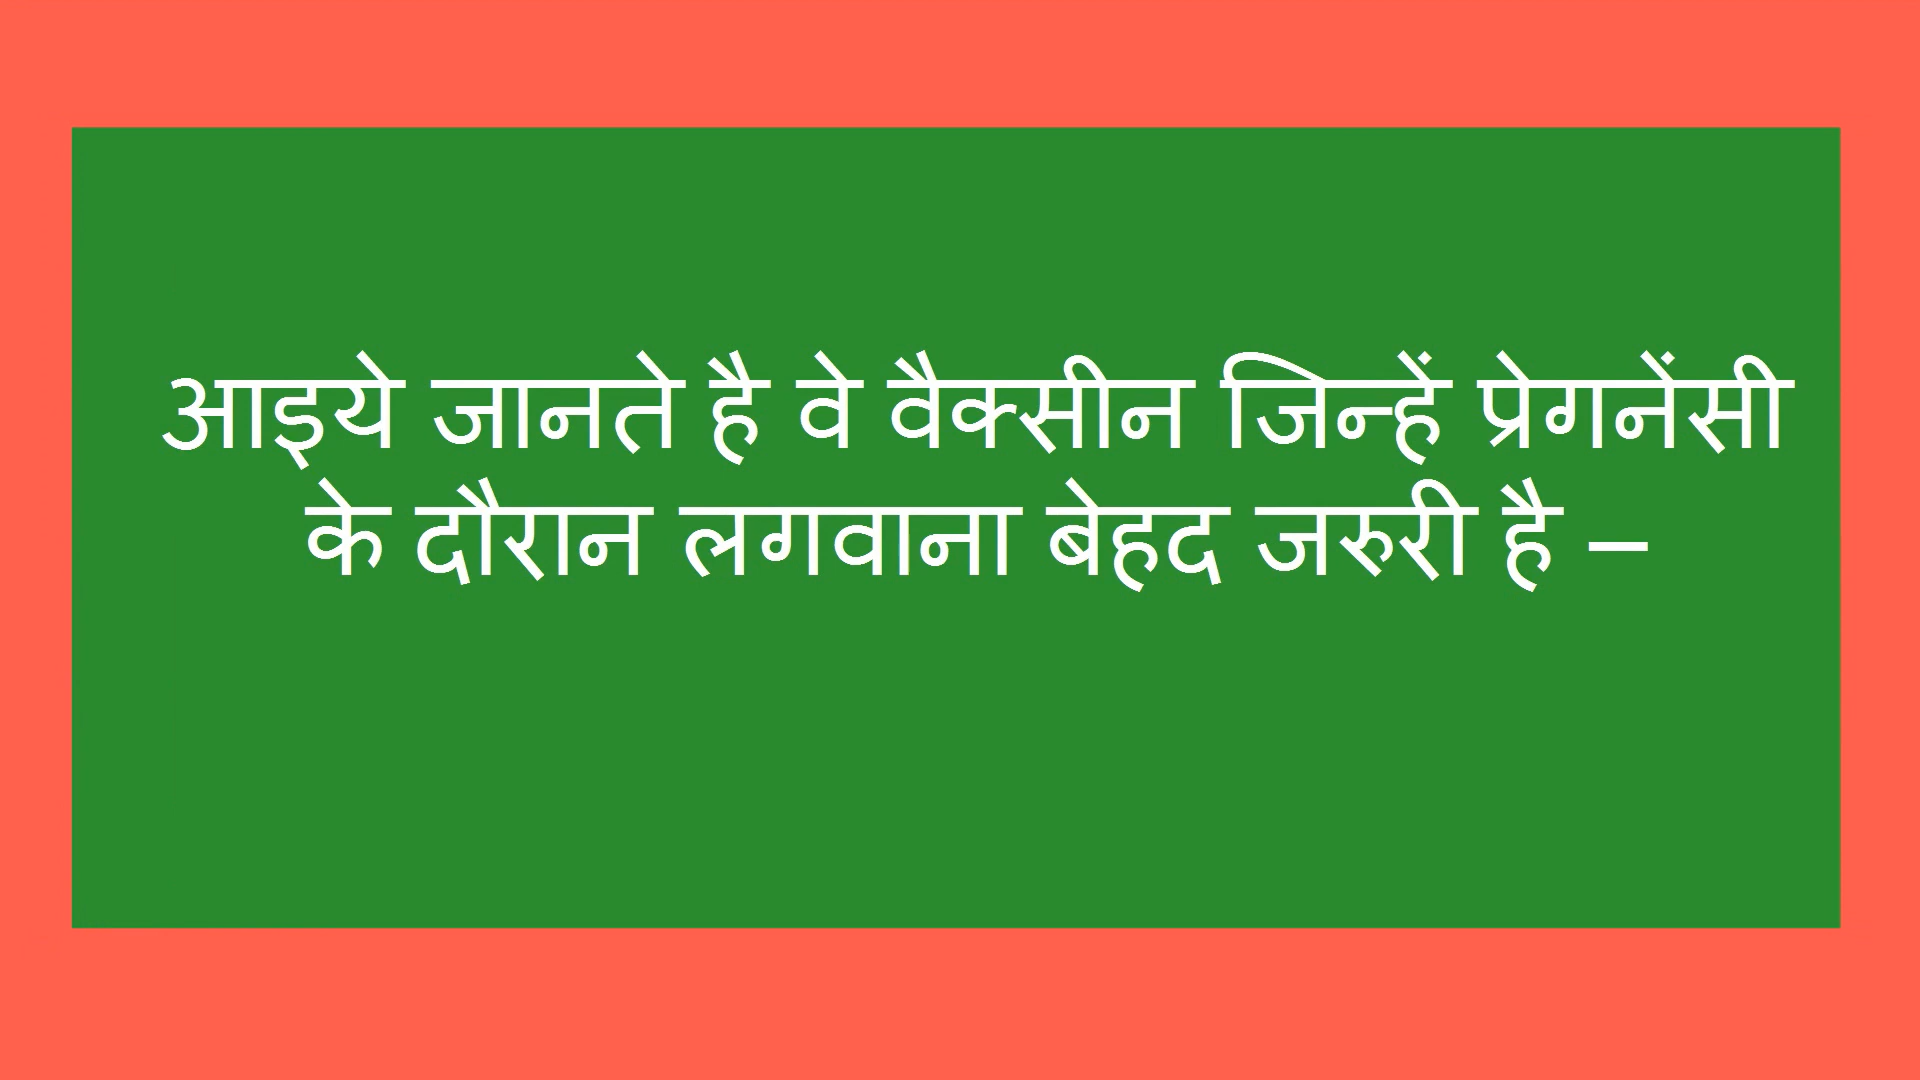 आइये जानते है वे वैक्सीन जिन्हें प्रेगनेंसी
के दौरान लगवाना बेहद जरुरी है –